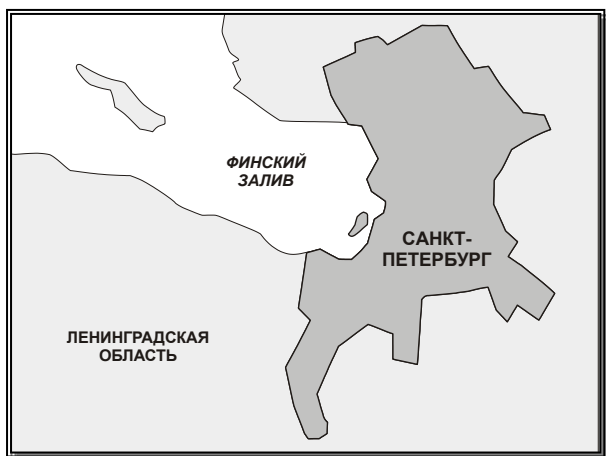 ФИНСКИЙ
ЗАЛИВ
САНКТ-
ПЕТЕРБУРГ
ЛЕНИНГРАДСКАЯ
ОБЛАСТЬ